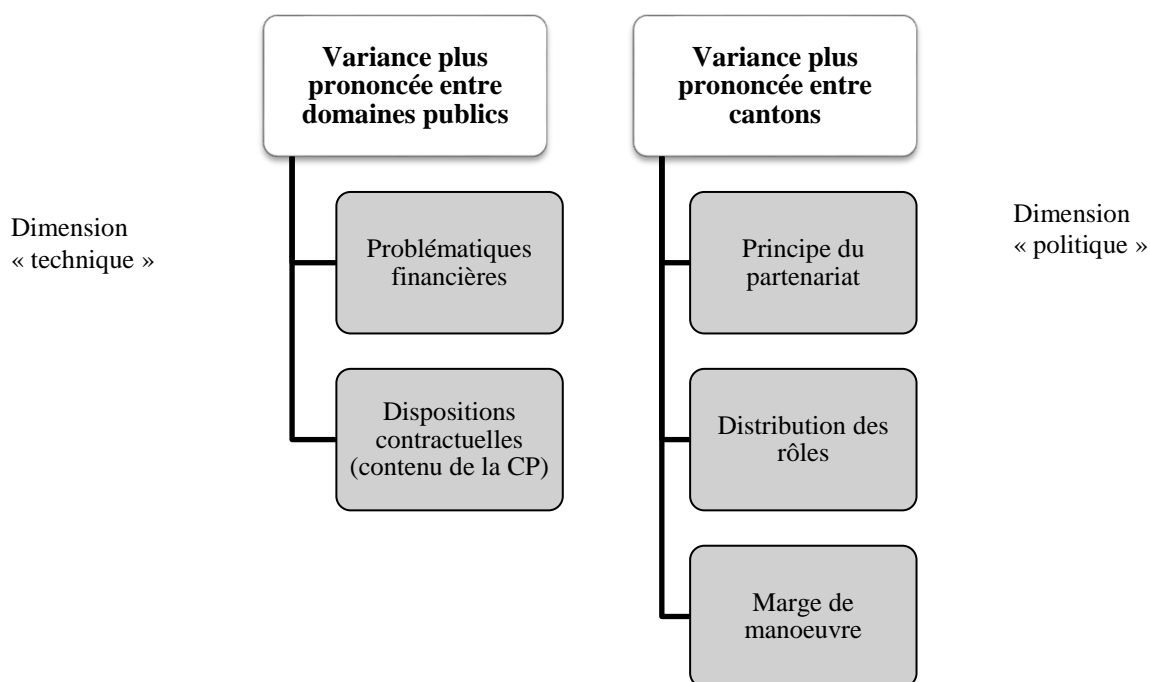 Variance plus
prononcée entre
domaines publics
Variance plus
prononcée entre
cantons
Dimension
« technique »
Problématiques
financières
Principe du
partenariat
Dimension
« politique »
Dispositions
contractuelles
(contenu de la CP)
Distribution des
rôles
Marge de
manoeuvre